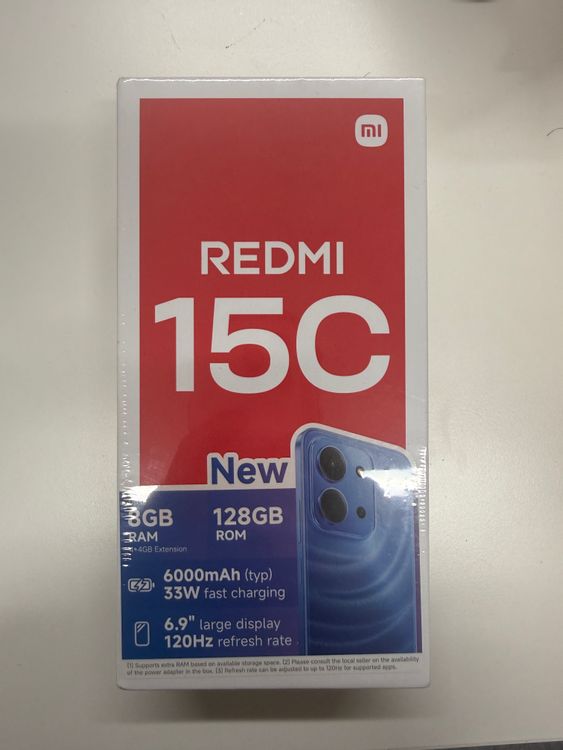 mi
REDMI
15C
New
8GB 128GB
RAM ROM
+4GB Extension
6000mAh (typ)
33W fast charging
6.9" large display
120Hz refresh rate
[1] Supports extra RAM based on available storage space. [2] Please consult the local seller on the availability
of the power adapter in the box. [3] Refresh rate can be adjusted to up to 120Hz for supported apps.